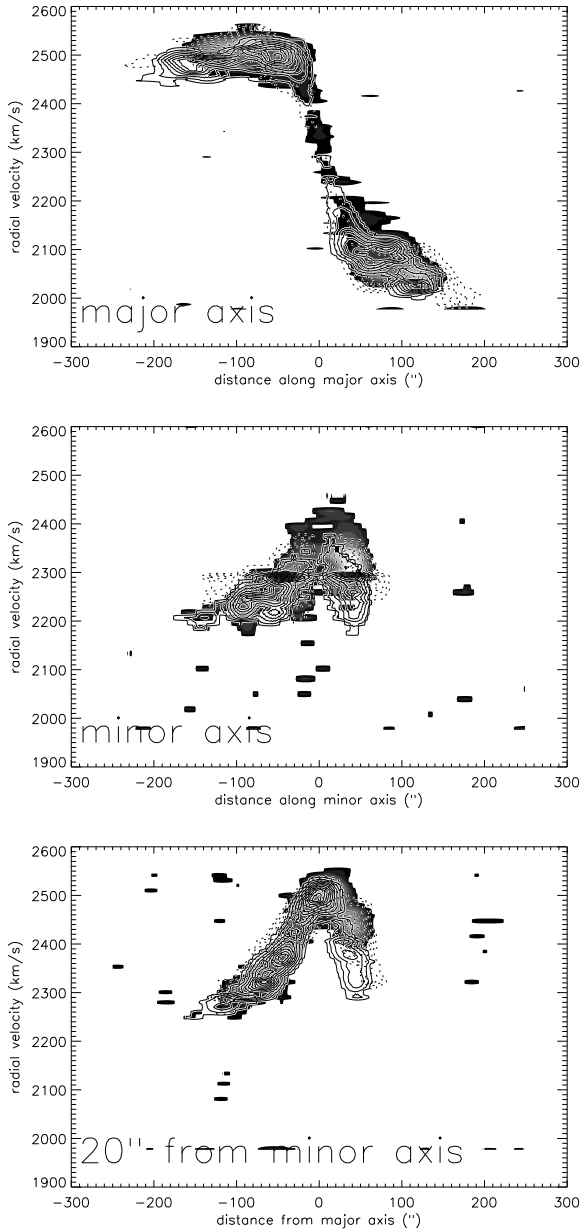 2600
2500
2400
2300
2200
2100
2000
1900
radial velocity (km/s)
major axis
−300 −200 −100 0 100 200 300
distance along major axis (")
2600
2500
2400
2300
2200
2100
2000
1900
radial velocity (km/s)
minor axis
−300 −200 −100 0 100 200 300
distance along minor axis (")
2600
2500
2400
2300
2200
2100
2000
1900
radial velocity (km/s)
20" from minor axis
−300 −200 −100 0 100 200 300
distance from major axis (")